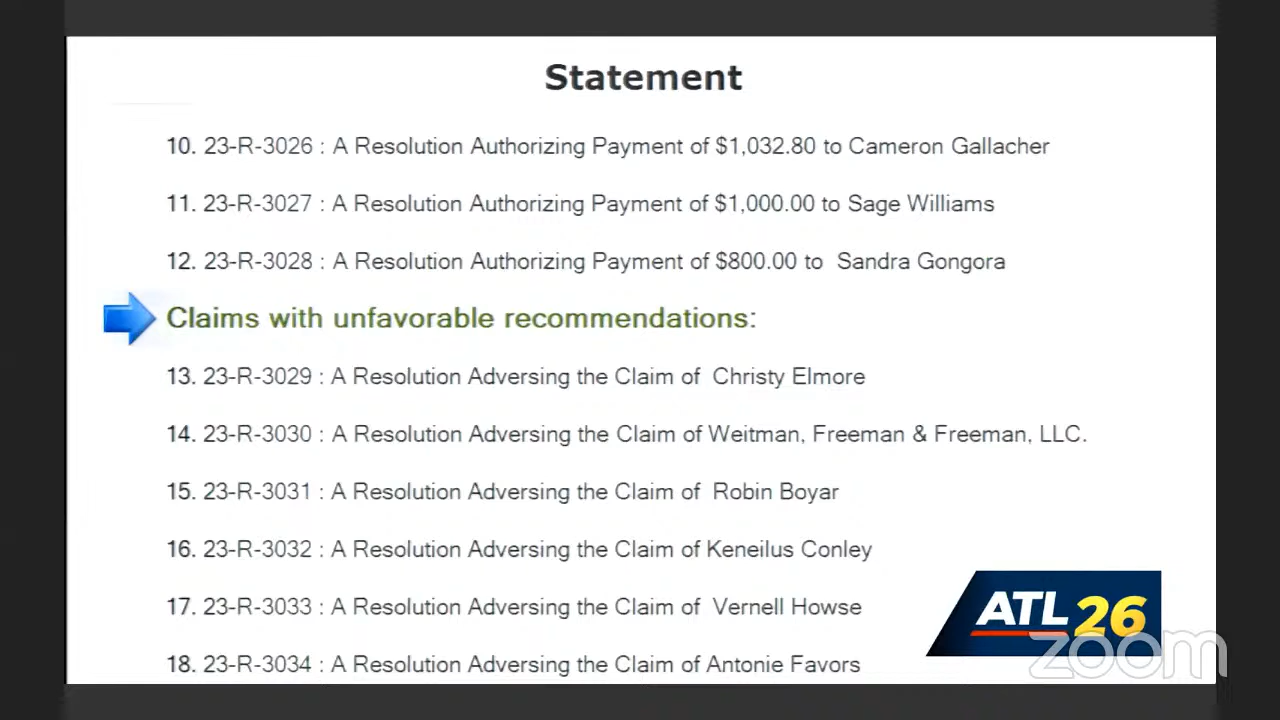 Statement
10. 23-R-3026 : A Resolution Authorizing Payment of $1,032.80 to Cameron Gallacher
11. 23-R-3027 : A Resolution Authorizing Payment of $1,000.00 to Sage Williams
12. 23-R-3028 : A Resolution Authorizing Payment of $800.00 to  Sandra Gongora
Claims with unfavorable recommendations:
13. 23-R-3029 : A Resolution Adversing the Claim of  Christy Elmore
14. 23-R-3030 : A Resolution Adversing the Claim of Weitman, Freeman & Freeman, LLC.
15. 23-R-3031 : A Resolution Adversing the Claim of  Robin Boyar
16. 23-R-3032 : A Resolution Adversing the Claim of Keneilus Conley
17. 23-R-3033 : A Resolution Adversing the Claim of  Vernell Howse
18. 23-R-3034 : A Resolution Adversing the Claim of Antonie Favors
ATL 26
zoom